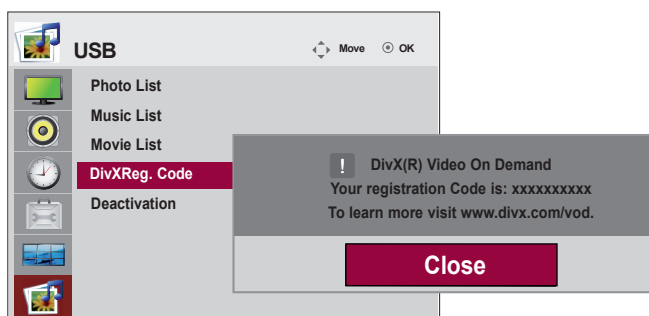 USB
Move OK
Photo List
Music List
Movie List
DivXReg. Code
Deactivation
! DivX(R) Video On Demand
Your registration Code is: xxxxxxxxxx
To learn more visit www.divx.com/vod.
Close